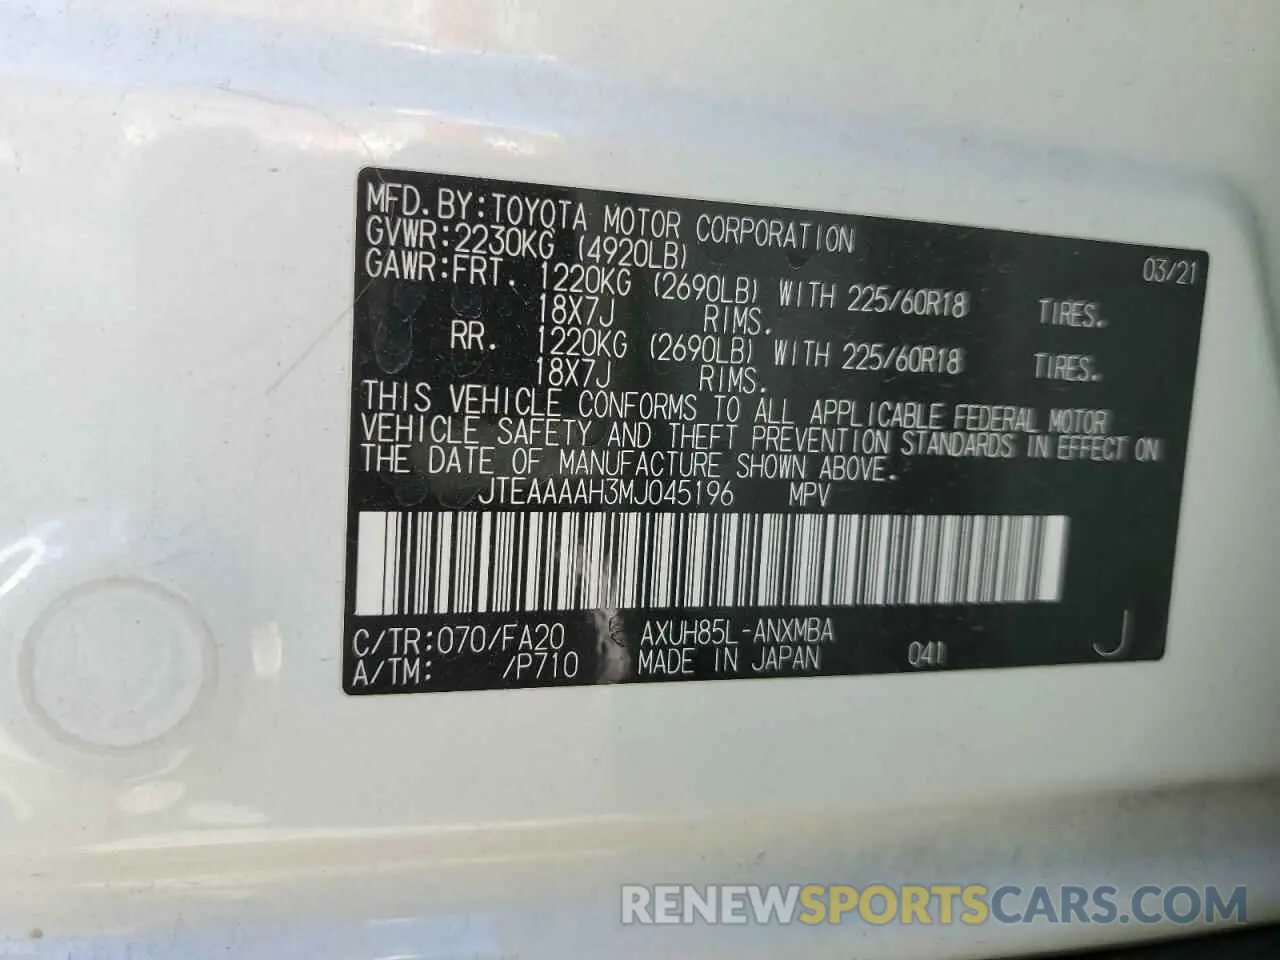 MFD. BY: TOYOTA MOTOR CORPORATION 03/21
GVWR: 2230KG (4920LB)
GAWR: FRT. 1220KG (2690LB) WITH 225/60R18 TIRES.
18X7J RIMS.
RR. 1220KG (2690LB) WITH 225/60R18 TIRES.
18X7J RIMS.
THIS VEHICLE CONFORMS TO ALL APPLICABLE FEDERAL MOTOR
VEHICLE SAFETY AND THEFT PREVENTION STANDARDS IN EFFECT ON
THE DATE OF MANUFACTURE SHOWN ABOVE.
JTEAAAAH3MJ045196 MPV
C/TR: 070/FA20 AXUH85L-ANXMBA
A/TM: /P710 MADE IN JAPAN 041 J
RENEWSPORTSCARS.COM